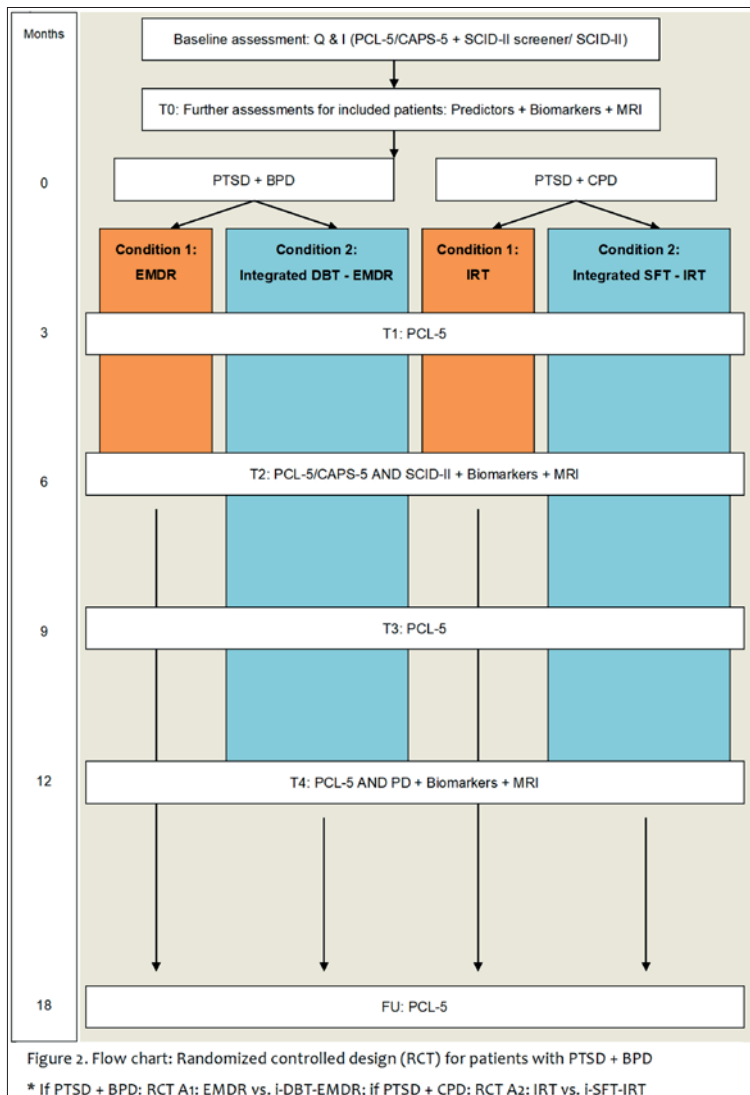 Months
Baseline assessment: Q & I (PCL-5/CAPS-5 + SCID-II screener/ SCID-II)
T0: Further assessments for included patients: Predictors + Biomarkers + MRI
0
PTSD + BPD
PTSD + CPD
Condition 1:
EMDR
Condition 2:
Integrated DBT - EMDR
Condition 1:
IRT
Condition 2:
Integrated SFT - IRT
3
T1: PCL-5
6
T2: PCL-5/CAPS-5 AND SCID-II + Biomarkers + MRI
9
T3: PCL-5
12
T4: PCL-5 AND PD + Biomarkers + MRI
18
FU: PCL-5
Figure 2. Flow chart: Randomized controlled design (RCT) for patients with PTSD + BPD
* If PTSD + BPD: RCT A1: EMDR vs. i-DBT-EMDR; if PTSD + CPD: RCT A2: IRT vs. i-SFT-IRT